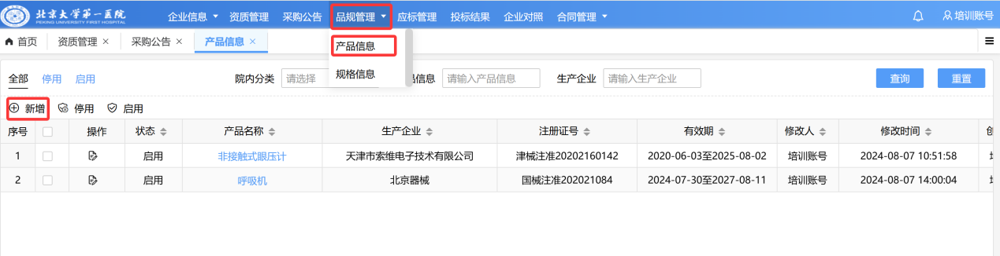 北京大学第一医院 企业信息 资质管理 采购公告 品规管理 应标管理 投标结果 企业对照 合同管理 培训账号
PEKING UNIVERSITY FIRST HOSPITAL
首页 资质管理 × 采购公告 × 产品信息 ×
产品信息
规格信息
全部 停用 启用 院内分类 请选择 品信息 请输入产品信息 生产企业 请输入生产企业 查询 重置
新增 停用 启用
序号 操作 状态 产品名称 生产企业 注册证号 有效期 修改人 修改时间
1 启用 非接触式眼压计 天津市索维电子技术有限公司 津械注准20202160142 2020-06-03至2025-08-02 培训账号 2024-08-07 10:51:58
2 启用 呼吸机 北京器械 国械注准202021084 2024-07-30至2027-08-11 培训账号 2024-08-07 14:00:04